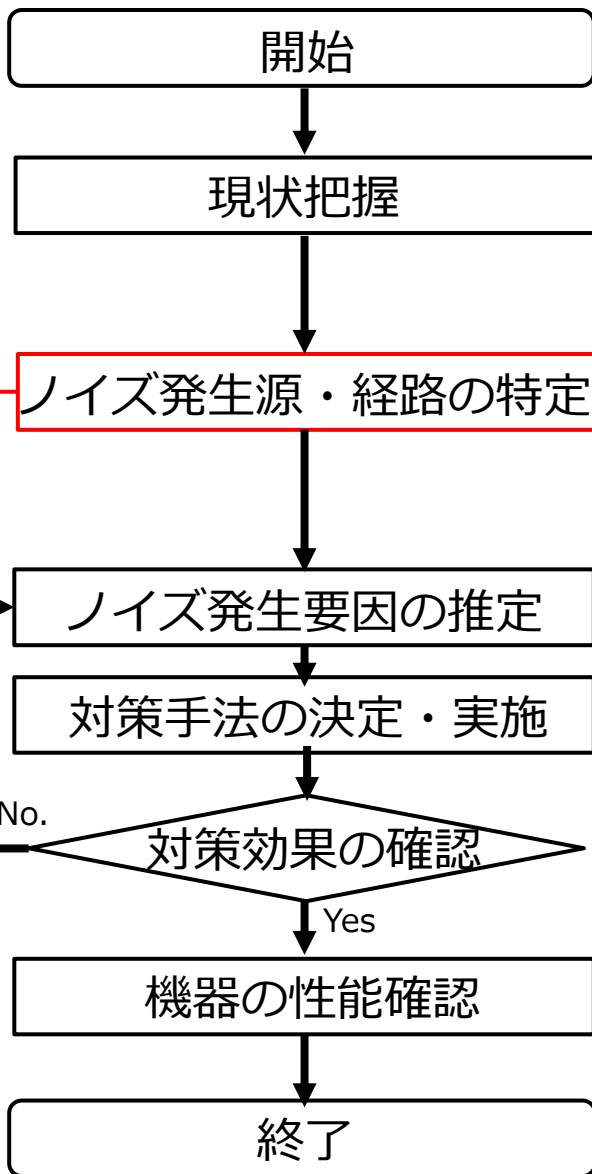 開始
現状把握
ノイズ発生源・経路の特定
ノイズ発生要因の推定
対策手法の決定・実施
No.
対策効果の確認
Yes
機器の性能確認
終了